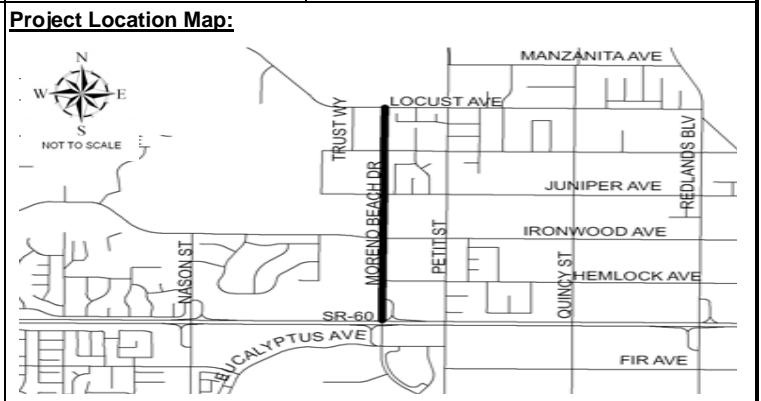 Project Location Map:
N
W E
S
NOT TO SCALE
MANZANITA AVE
LOCUST AVE
TRUST WY
REDLANDS BLV
MORENO BEACH DR
JUNIPER AVE
IRONWOOD AVE
PETIT ST
NASON ST
QUINCY ST
HEMLOCK AVE
SR-60
EUCALYPTUS AVE
FIR AVE